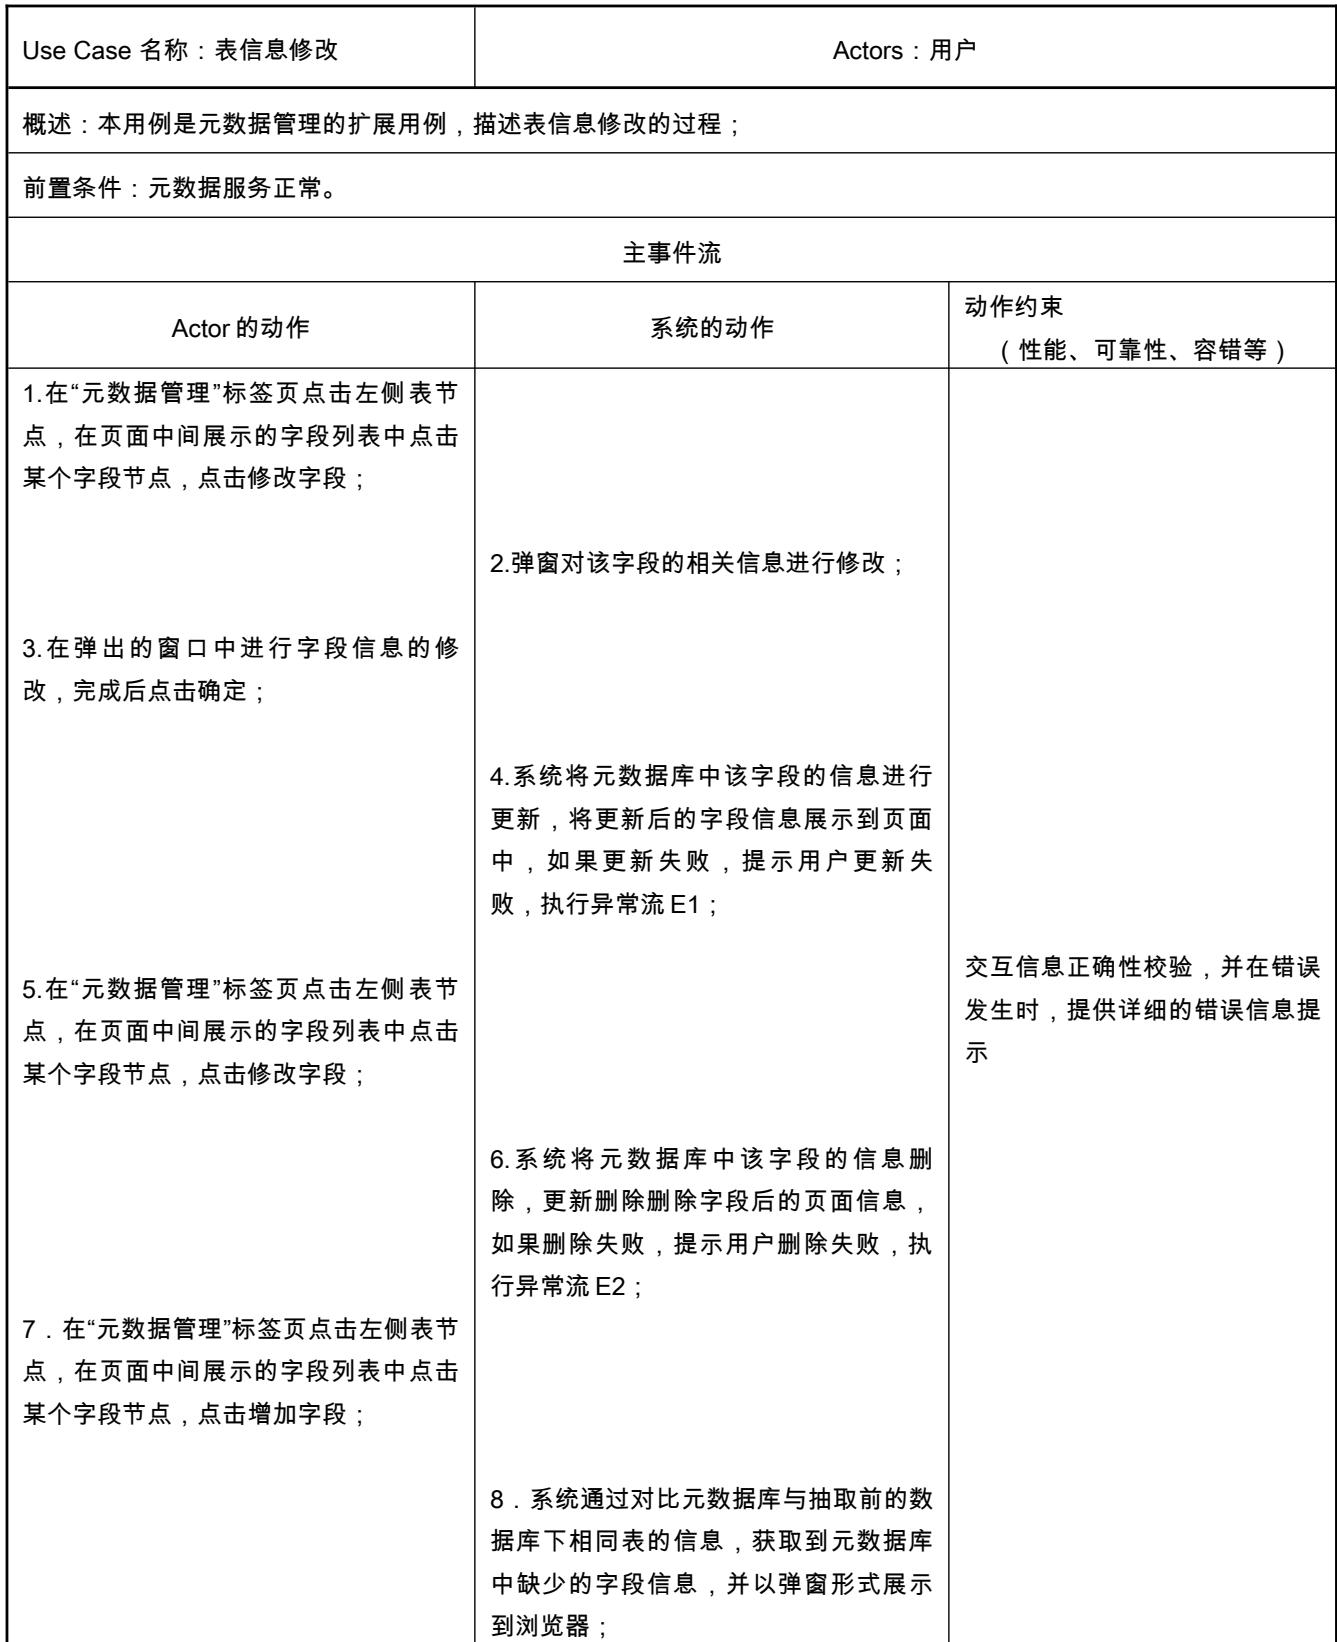 Use Case 名称：表信息修改
Actors：用户
概述：本用例是元数据管理的扩展用例，描述表信息修改的过程；
前置条件：元数据服务正常。
主事件流
Actor 的动作
系统的动作
动作约束
（性能、可靠性、容错等）
1.在“元数据管理”标签页点击左侧表节
点，在页面中间展示的字段列表中点击
某个字段节点，点击修改字段；
2.弹窗对该字段的相关信息进行修改；
3.在弹出的窗口中进行字段信息的修
改，完成后点击确定；
4.系统将元数据库中该字段的信息进行
更新，将更新后的字段信息展示到页面
中，如果更新失败，提示用户更新失
败，执行异常流 E1；
交互信息正确性校验，并在错误
发生时，提供详细的错误信息提
示
5.在“元数据管理”标签页点击左侧表节
点，在页面中间展示的字段列表中点击
某个字段节点，点击修改字段；
6.系统将元数据库中该字段的信息删
除，更新删除删除字段后的页面信息，
如果删除失败，提示用户删除失败，执
行异常流 E2；
7．在“元数据管理”标签页点击左侧表节
点，在页面中间展示的字段列表中点击
某个字段节点，点击增加字段；
8．系统通过对比元数据库与抽取前的数
据库下相同表的信息，获取到元数据库
中缺少的字段信息，并以弹窗形式展示
到浏览器；